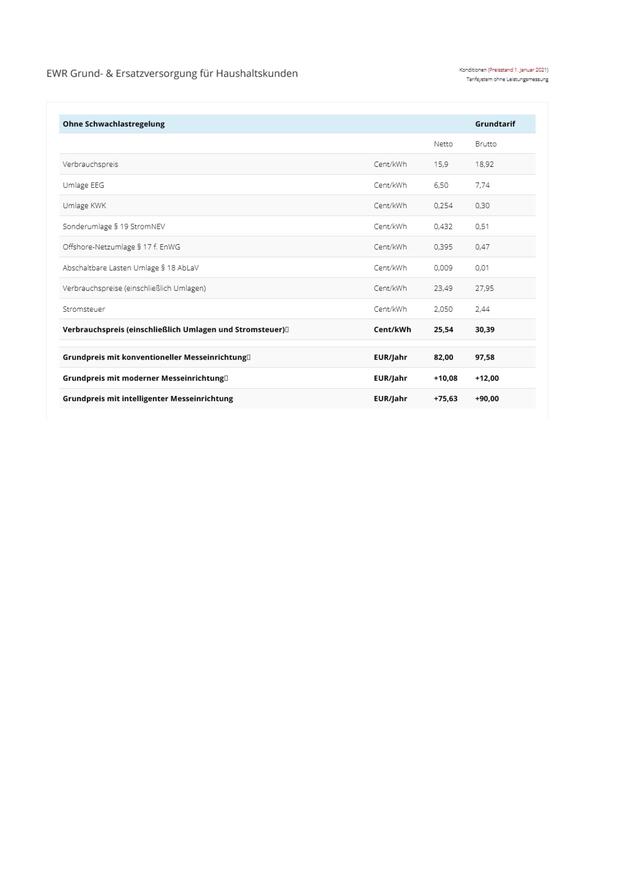 EWR Grund- & Ersatzversorgung für Haushaltskunden
Konditionen (Preisstand 1. Januar 2021)
Tarifsystem ohne Leistungsmessung
Ohne Schwachlastregelung Grundtarif
Netto Brutto
Verbrauchspreis Cent/kWh 15,9 18,92
Umlage EEG Cent/kWh 6,50 7,74
Umlage KWK Cent/kWh 0,254 0,30
Sonderumlage § 19 StromNEV Cent/kWh 0,432 0,51
Offshore-Netzumlage § 17 f. EnWG Cent/kWh 0,395 0,47
Abschaltbare Lasten Umlage § 18 AbLaV Cent/kWh 0,009 0,01
Verbrauchspreise (einschließlich Umlagen) Cent/kWh 23,49 27,95
Stromsteuer Cent/kWh 2,050 2,44
Verbrauchspreis (einschließlich Umlagen und Stromsteuer) Cent/kWh 25,54 30,39
Grundpreis mit konventioneller Messeinrichtung EUR/Jahr 82,00 97,58
Grundpreis mit moderner Messeinrichtung EUR/Jahr +10,08 +12,00
Grundpreis mit intelligenter Messeinrichtung EUR/Jahr +75,63 +90,00